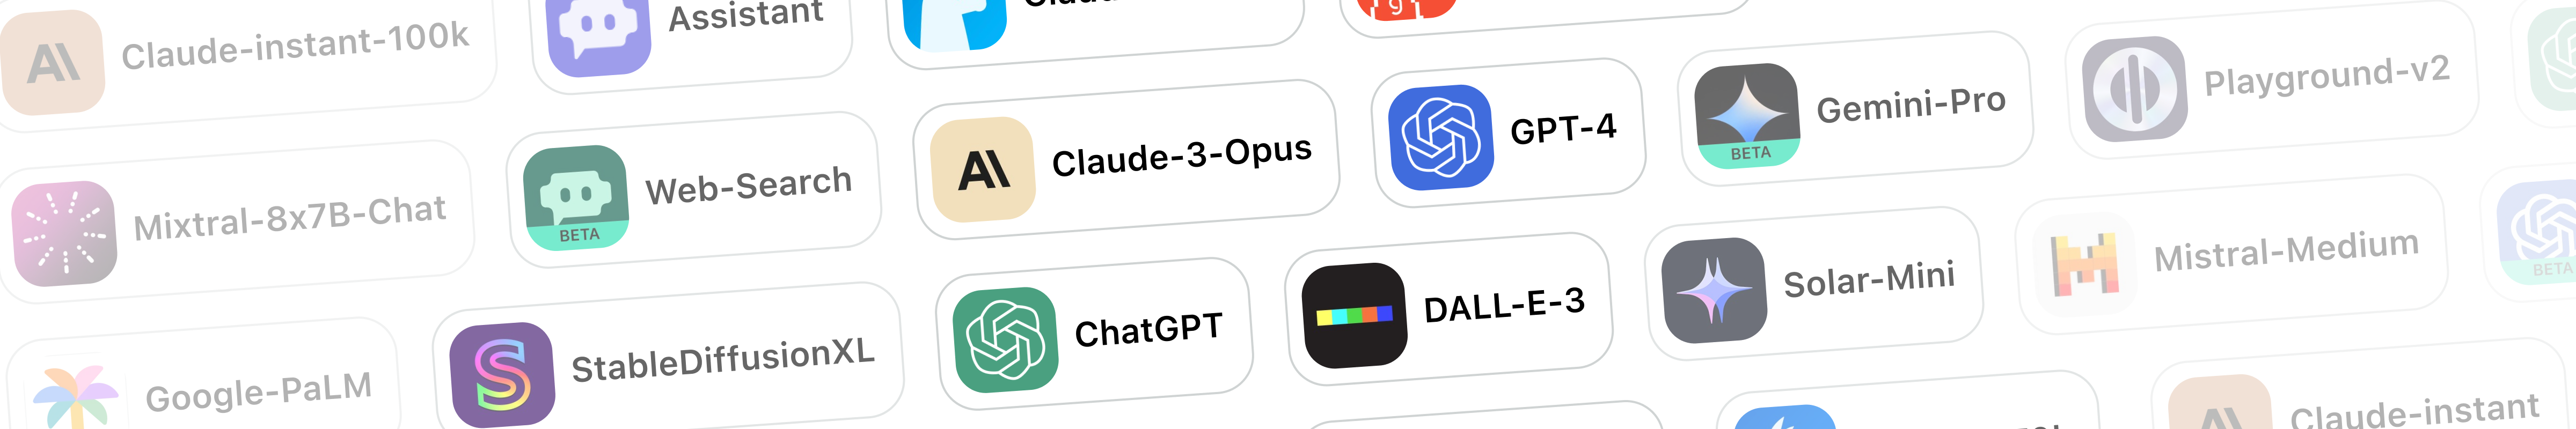 Claude-instant-100k
Assistant
Gemini-Pro
BETA
Playground-v2
Mixtral-8x7B-Chat
Web-Search
BETA
Claude-3-Opus
GPT-4
Solar-Mini
Mistral-Medium
BETA
Google-PaLM
StableDiffusionXL
ChatGPT
DALL-E-3
Claude-instant